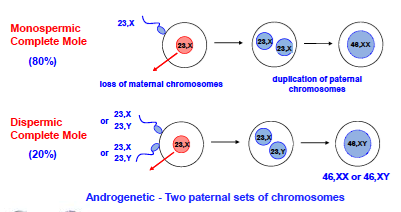 Monospermic
Complete Mole
(80%)
23,X
23,X
23,X
23,X
46,XX
loss of maternal chromosomes
duplication of paternal
chromosomes
Dispermic
Complete Mole
(20%)
or 23,X
23,Y
or 23,X
23,Y
23,X
23,X
23,Y
46,XY
46,XX or 46,XY
Androgenetic - Two paternal sets of chromosomes